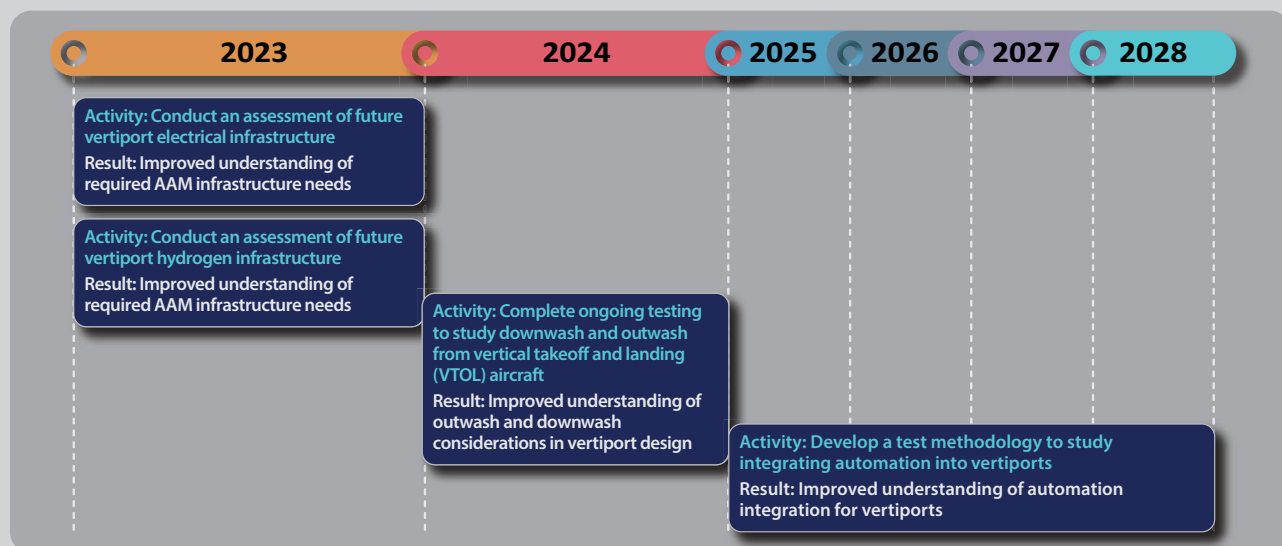 2023 2024 2025 2026 2027 2028
Activity: Conduct an assessment of future
vertiport electrical infrastructure
Result: Improved understanding of
required AAM infrastructure needs
Activity: Conduct an assessment of future
vertiport hydrogen infrastructure
Result: Improved understanding of
required AAM infrastructure needs
Activity: Complete ongoing testing
to study downwash and outwash
from vertical takeoff and landing
(VTOL) aircraft
Result: Improved understanding of
outwash and downwash
considerations in vertiport design
Activity: Develop a test methodology to study
integrating automation into vertiports
Result: Improved understanding of automation
integration for vertiports